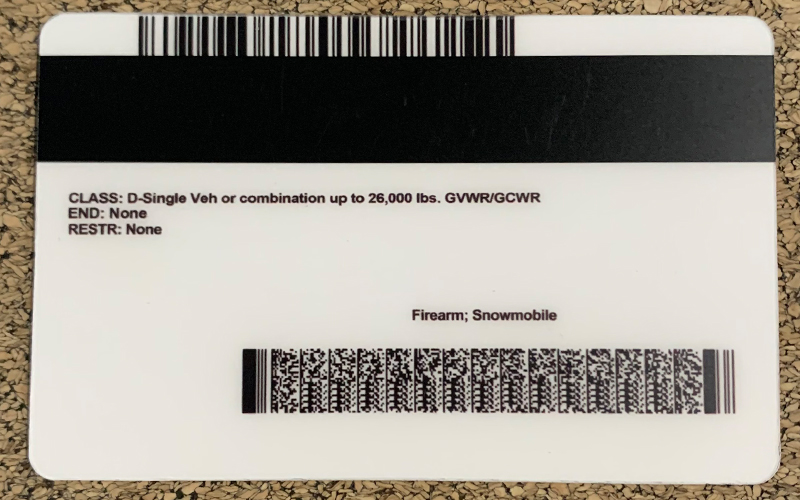 CLASS: D-Single Veh or combination up to 26,000 lbs. GVWR/GCWR
END: None
RESTR: None
Firearm; Snowmobile